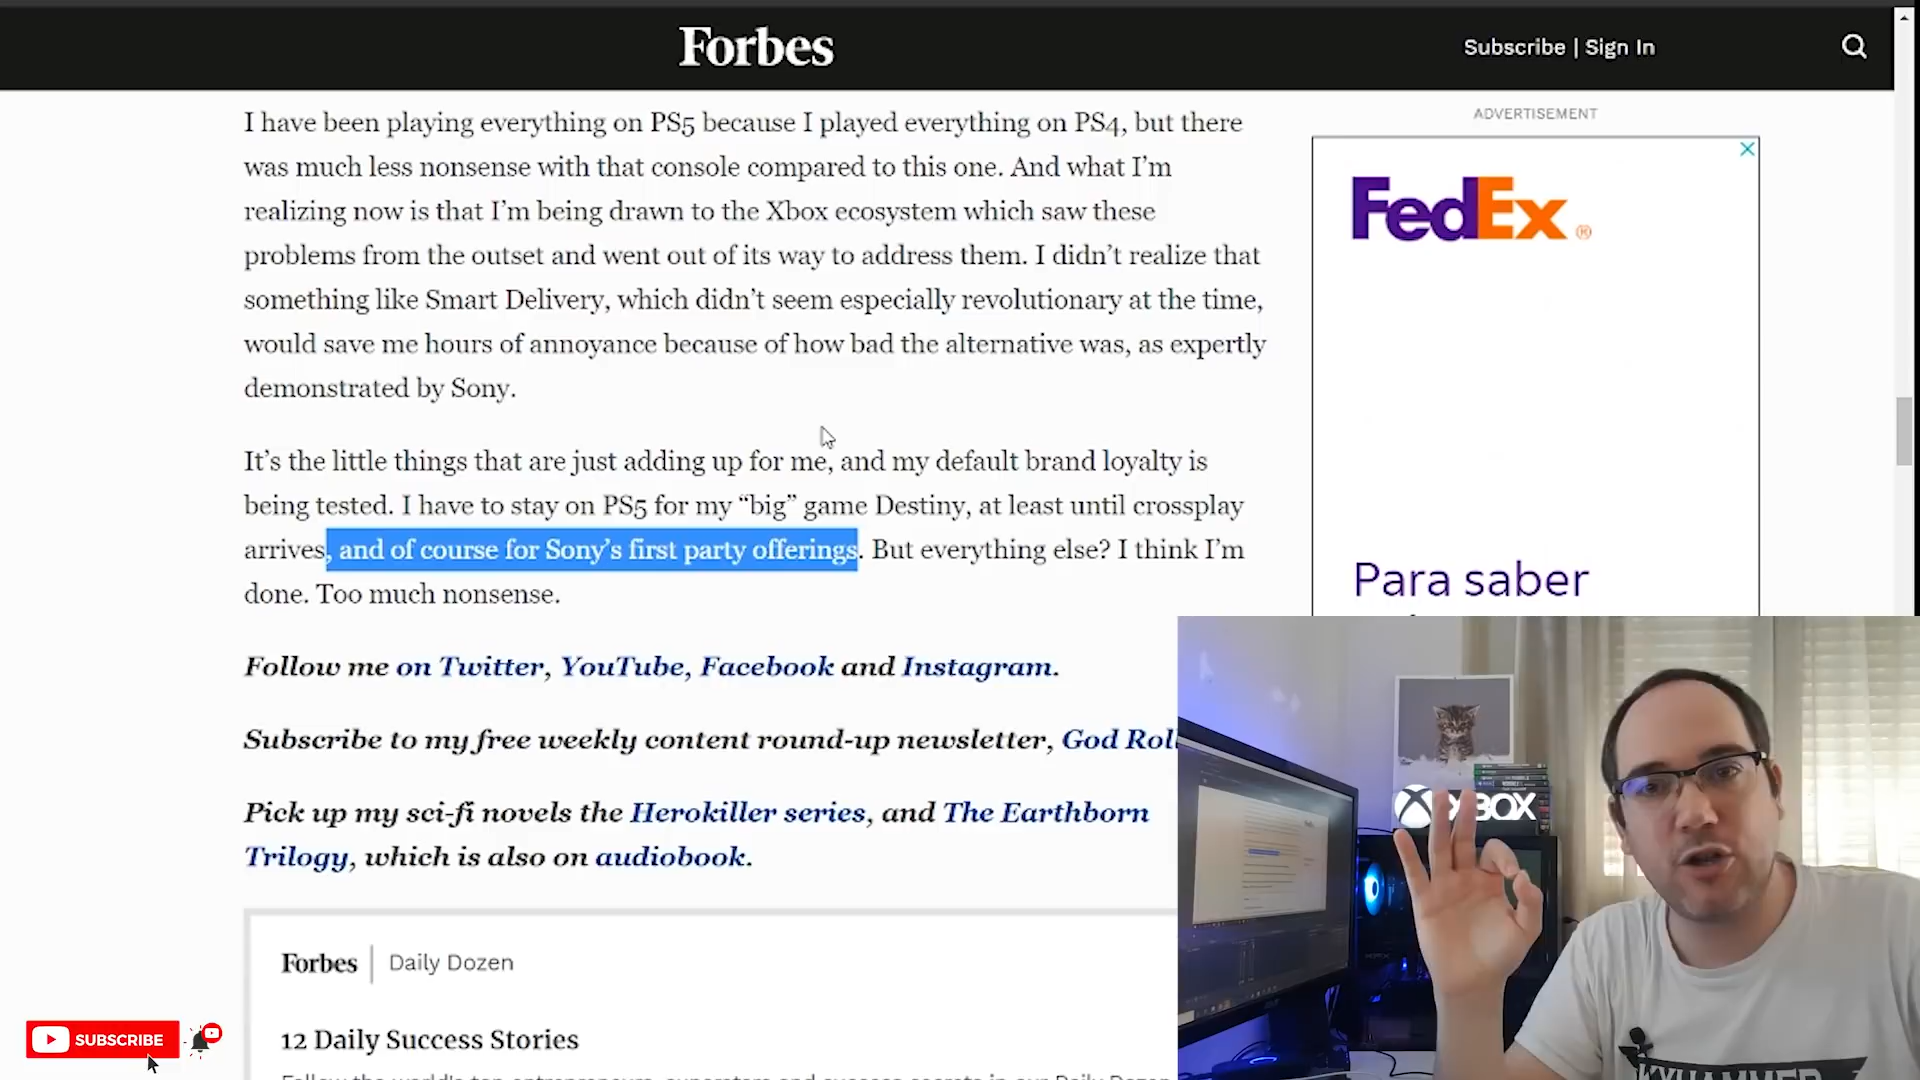 Forbes
Subscribe | Sign In
I have been playing everything on PS5 because I played everything on PS4, but there
was much less nonsense with that console compared to this one. And what I'm
realizing now is that I'm being drawn to the Xbox ecosystem which saw these
problems from the outset and went out of its way to address them. I didn't realize that
something like Smart Delivery, which didn't seem especially revolutionary at the time,
would save me hours of annoyance because of how bad the alternative was, as expertly
demonstrated by Sony.
It's the little things that are just adding up for me, and my default brand loyalty is
being tested. I have to stay on PS5 for my “big” game Destiny, at least until crossplay
arrives, and of course for Sony's first party offerings. But everything else? I think I'm
done. Too much nonsense.
Follow me on Twitter, YouTube, Facebook and Instagram.
Subscribe to my free weekly content round-up newsletter, God Rol
Pick up my sci-fi novels the Herokiller series, and The Earthborn
Trilogy, which is also on audiobook.
Forbes | Daily Dozen
12 Daily Success Stories
ADVERTISEMENT
FedEx®
Para saber
XBOX
SUBSCRIBE